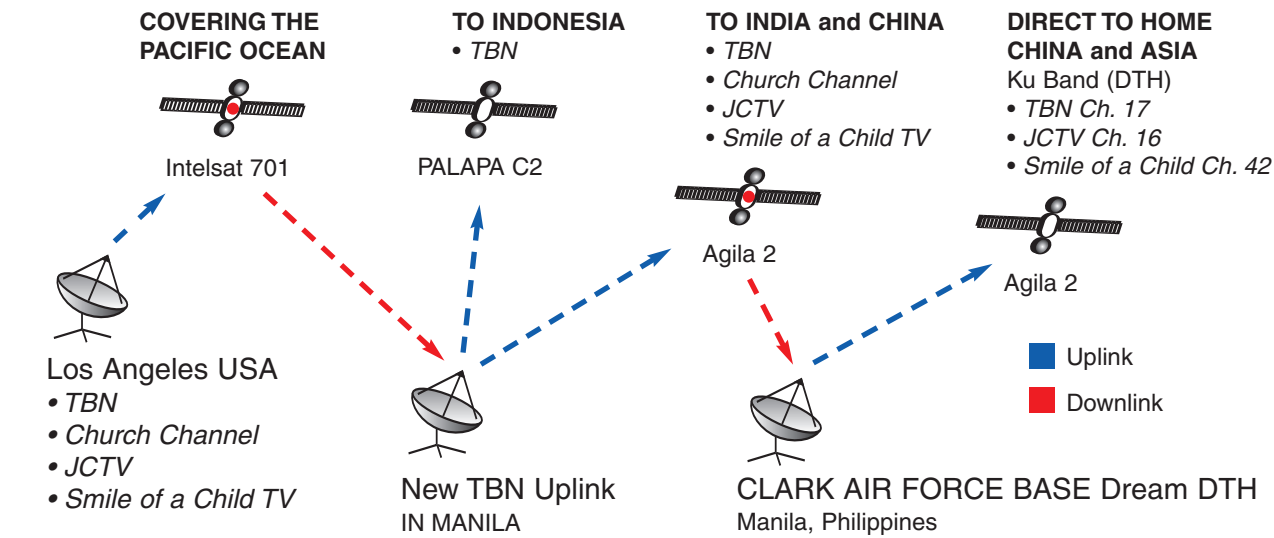 COVERING THE
PACIFIC OCEAN
Intelsat 701
TO INDONESIA
• TBN
PALAPA C2
TO INDIA and CHINA
• TBN
• Church Channel
• JCTV
• Smile of a Child TV
Agila 2
DIRECT TO HOME
CHINA and ASIA
Ku Band (DTH)
• TBN Ch. 17
• JCTV Ch. 16
• Smile of a Child Ch. 42
Agila 2
Uplink
Downlink
Los Angeles USA
• TBN
• Church Channel
• JCTV
• Smile of a Child TV
New TBN Uplink
IN MANILA
CLARK AIR FORCE BASE Dream DTH
Manila, Philippines